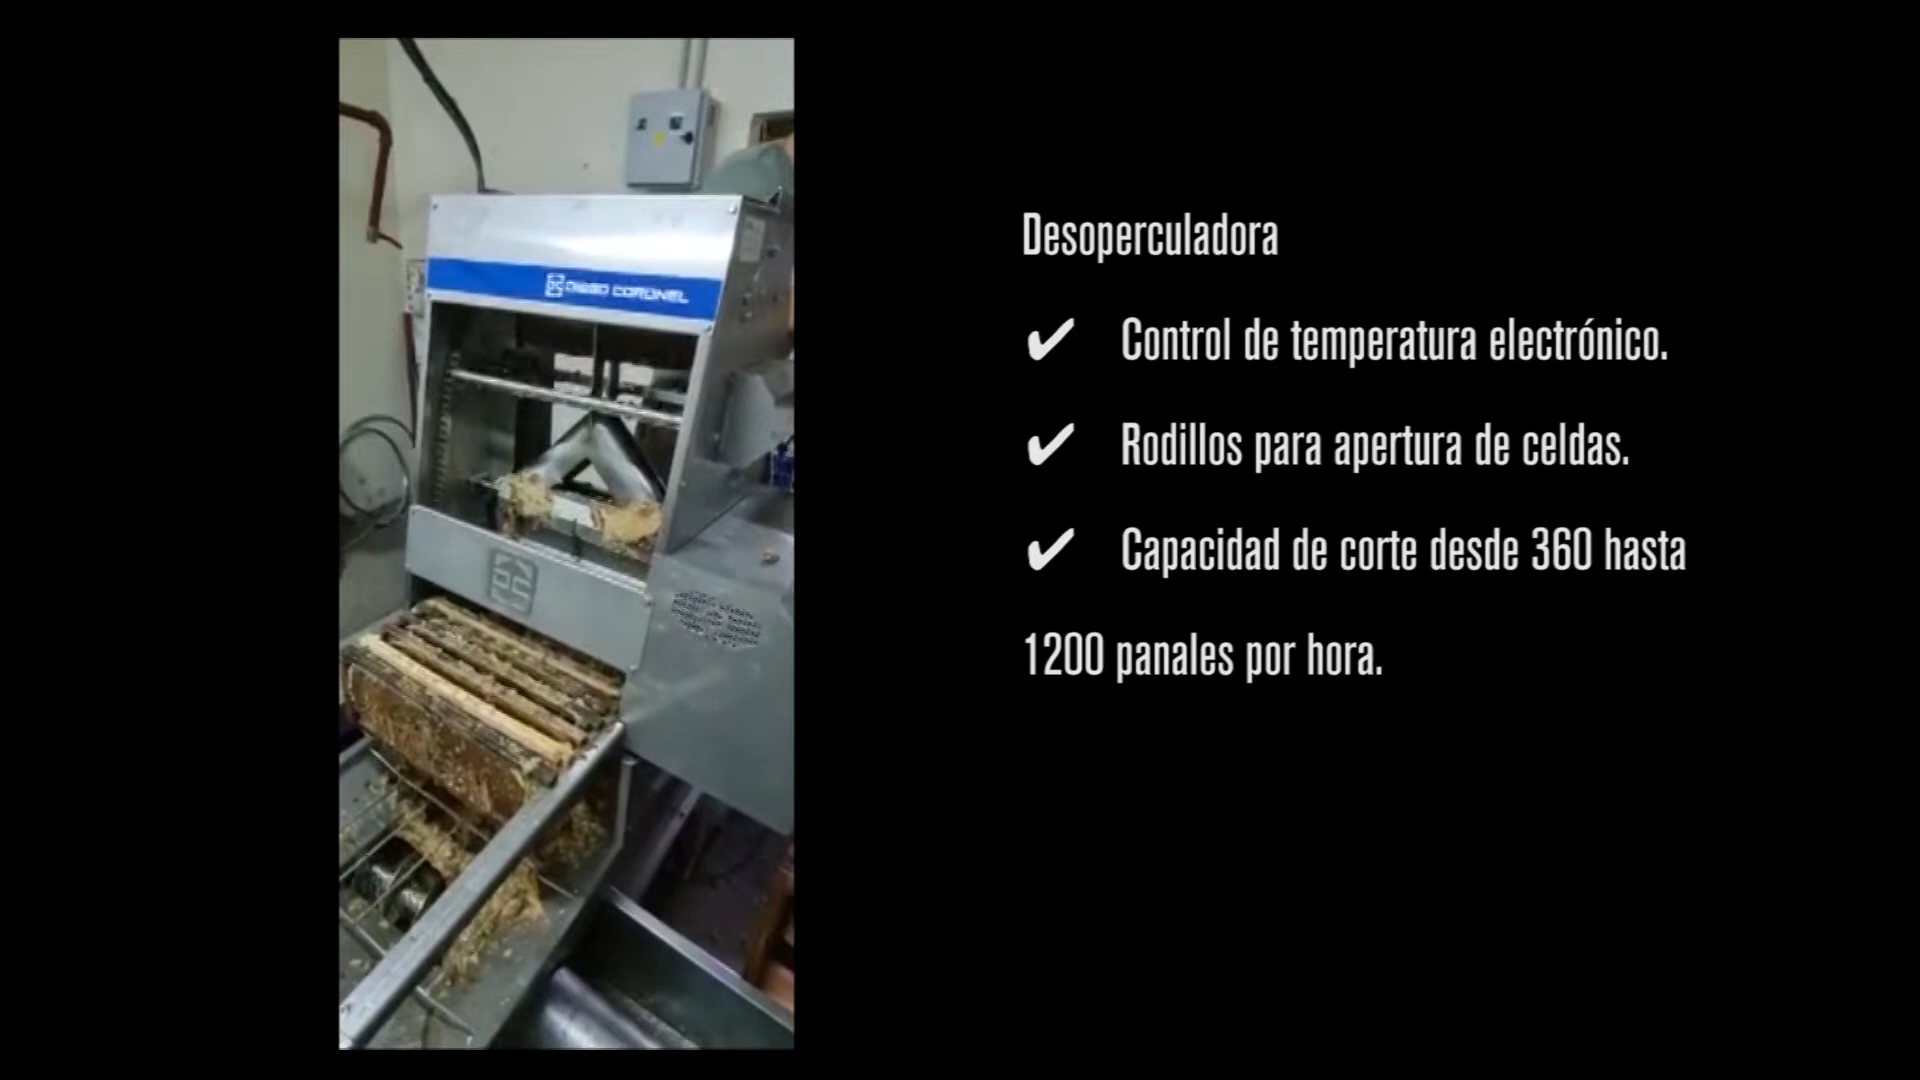 DIEGO CORONEL
Desoperculadora
✔ Control de temperatura electrónico.
✔ Rodillos para apertura de celdas.
✔ Capacidad de corte desde 360 hasta
1200 panales por hora.